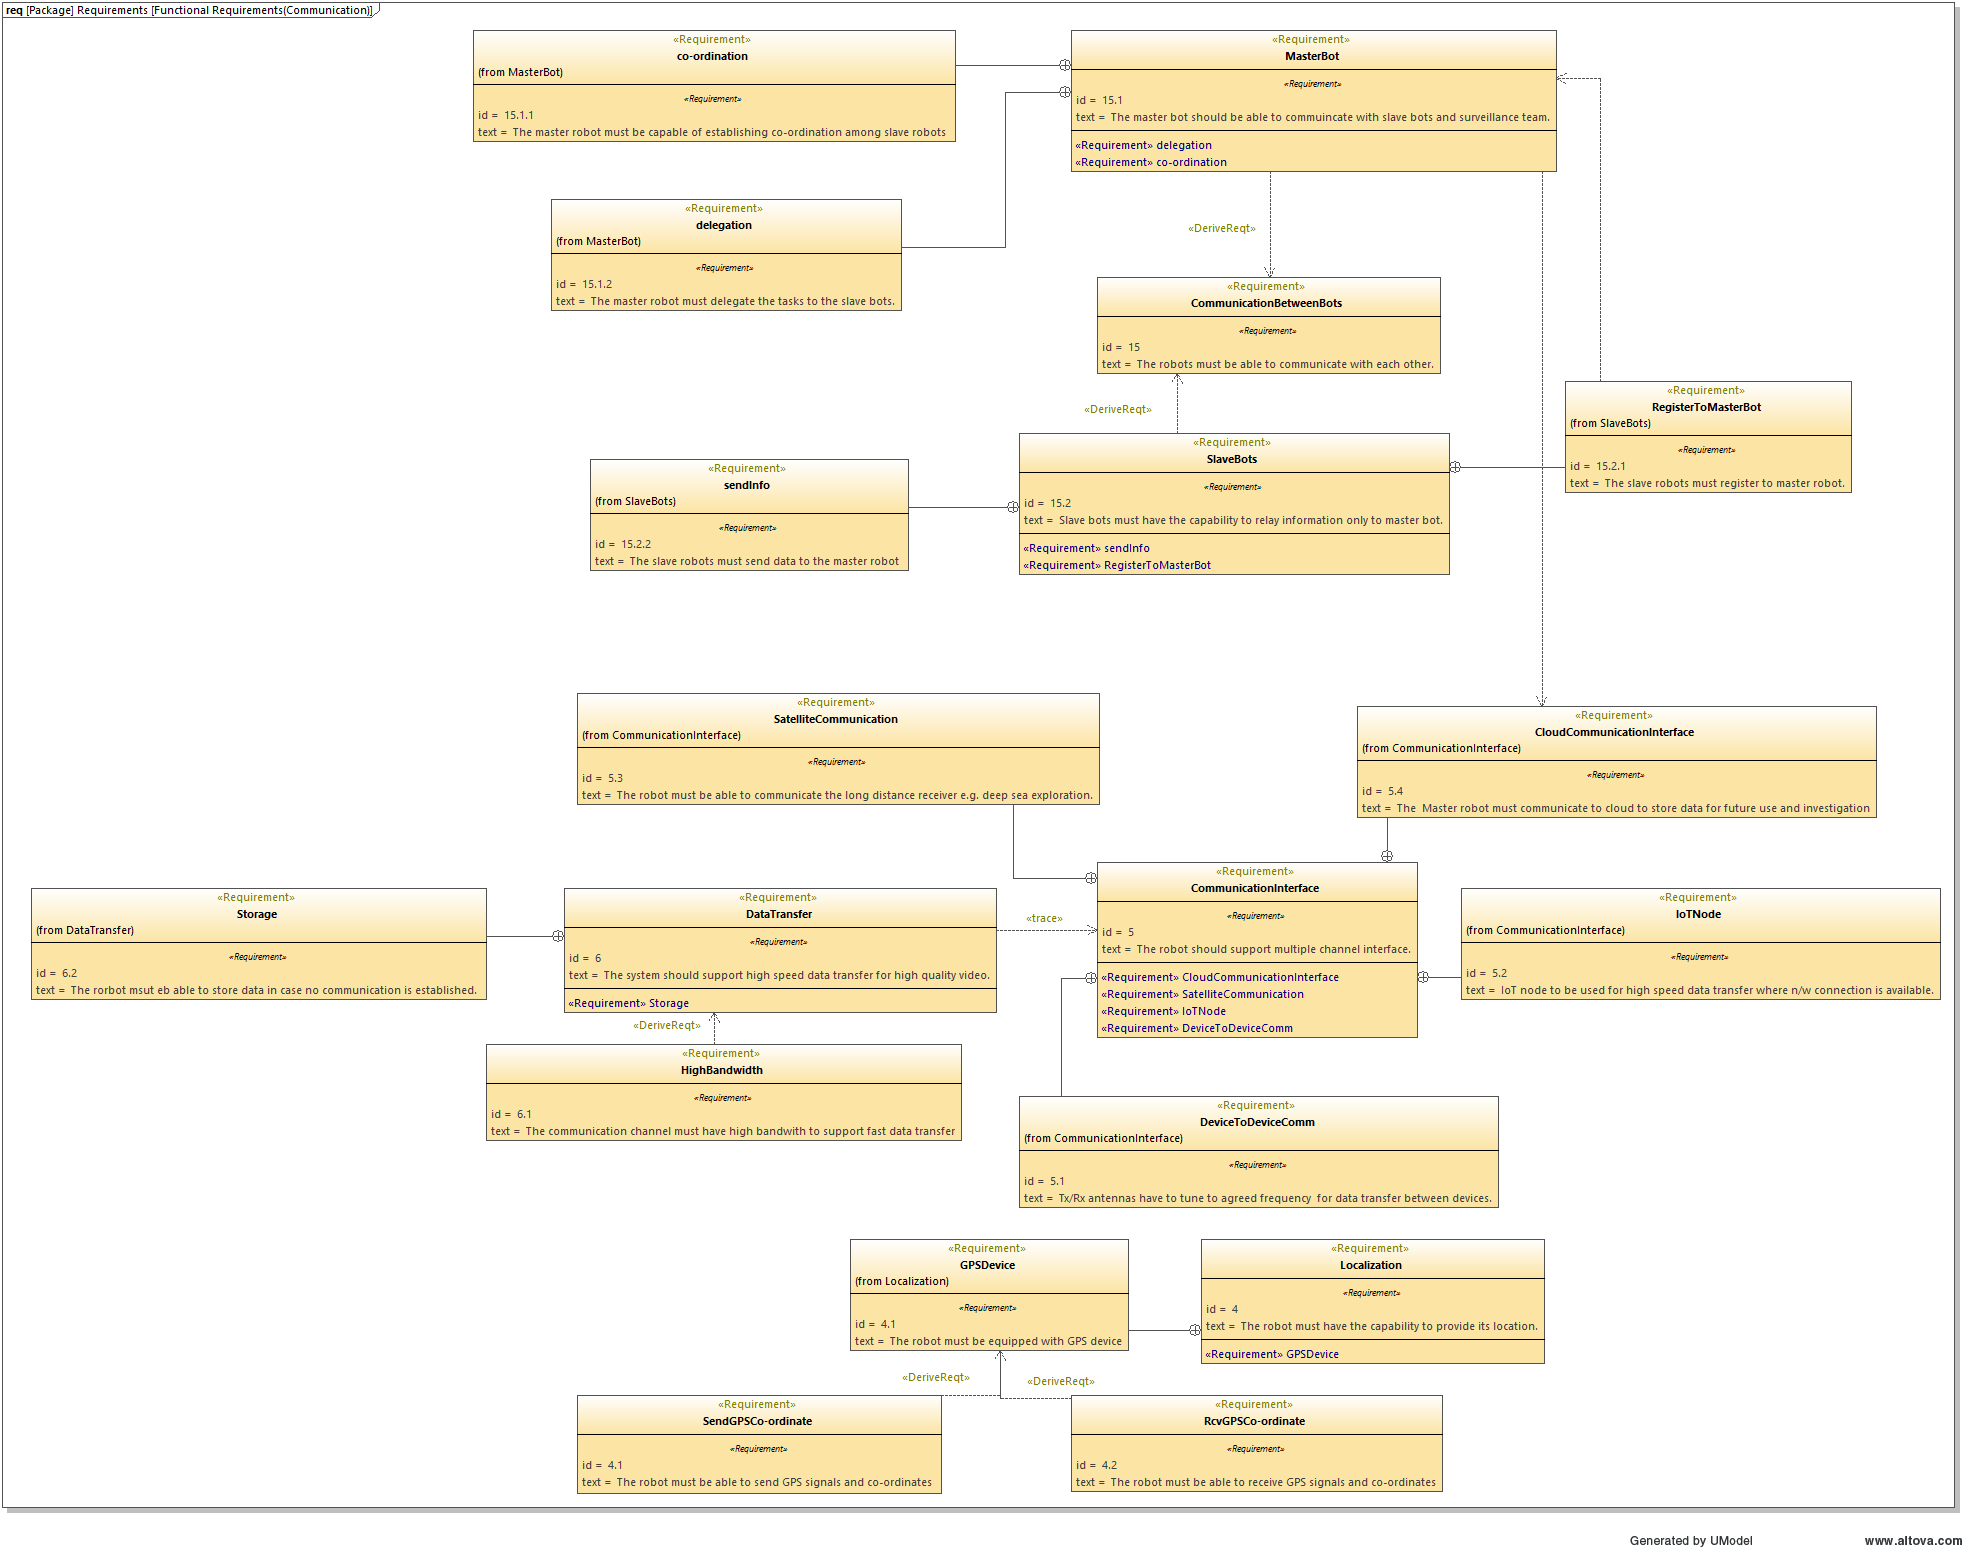 req [Package] Requirements [Functional Requirements(Communication)]
«Requirement»
co-ordination
(from MasterBot)
«Requirement»
id = 15.1.1
text = The master robot must be capable of establishing co-ordination among slave robots
«Requirement»
MasterBot
«Requirement»
id = 15.1
text = The master bot should be able to commuincate with slave bots and surveillance team.
«Requirement» delegation
«Requirement» co-ordination
«Requirement»
delegation
(from MasterBot)
«Requirement»
id = 15.1.2
text = The master robot must delegate the tasks to the slave bots.
«DeriveReqt»
«Requirement»
CommunicationBetweenBots
«Requirement»
id = 15
text = The robots must be able to communicate with each other.
«DeriveReqt»
«Requirement»
RegisterToMasterBot
(from SlaveBots)
«Requirement»
id = 15.2.1
text = The slave robots must register to master robot.
«Requirement»
SlaveBots
«Requirement»
id = 15.2
text = Slave bots must have the capability to relay information only to master bot.
«Requirement» sendInfo
«Requirement» RegisterToMasterBot
«Requirement»
sendInfo
(from SlaveBots)
«Requirement»
id = 15.2.2
text = The slave robots must send data to the master robot
«Requirement»
SatelliteCommunication
(from CommunicationInterface)
«Requirement»
id = 5.3
text = The robot must be able to communicate the long distance receiver e.g. deep sea exploration.
«Requirement»
CloudCommunicationInterface
(from CommunicationInterface)
«Requirement»
id = 5.4
text = The Master robot must communicate to cloud to store data for future use and investigation
«Requirement»
Storage
(from DataTransfer)
«Requirement»
id = 6.2
text = The rorbot msut eb able to store data in case no communication is established.
«Requirement»
DataTransfer
«Requirement»
id = 6
text = The system should support high speed data transfer for high quality video.
«Requirement» Storage
«trace»
«Requirement»
CommunicationInterface
«Requirement»
id = 5
text = The robot should support multiple channel interface.
«Requirement» CloudCommunicationInterface
«Requirement» SatelliteCommunication
«Requirement» IoTNode
«Requirement» DeviceToDeviceComm
«Requirement»
IoTNode
(from CommunicationInterface)
«Requirement»
id = 5.2
text = IoT node to be used for high speed data transfer where n/w connection is available.
«DeriveReqt»
«Requirement»
HighBandwidth
«Requirement»
id = 6.1
text = The communication channel must have high bandwith to support fast data transfer
«Requirement»
DeviceToDeviceComm
(from CommunicationInterface)
«Requirement»
id = 5.1
text = Tx/Rx antennas have to tune to agreed frequency for data transfer between devices.
«Requirement»
GPSDevice
(from Localization)
«Requirement»
id = 4.1
text = The robot must be equipped with GPS device
«Requirement»
Localization
«Requirement»
id = 4
text = The robot must have the capability to provide its location.
«Requirement» GPSDevice
«DeriveReqt»
«DeriveReqt»
«Requirement»
SendGPSCo-ordinate
«Requirement»
id = 4.1
text = The robot must be able to send GPS signals and co-ordinates
«Requirement»
RcvGPSCo-ordinate
«Requirement»
id = 4.2
text = The robot must be able to receive GPS signals and co-ordinates
Generated by UModel
www.altova.com